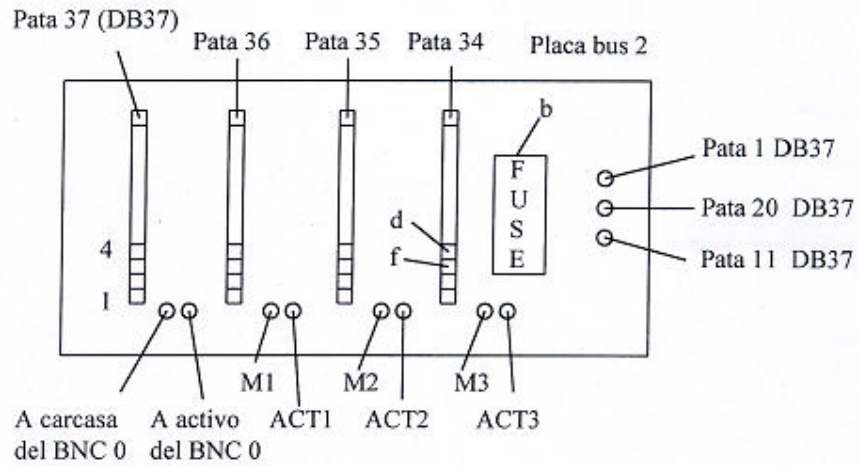 Pata 37 (DB37)
Pata 36
Pata 35
Pata 34
Placa bus 2
b
F
U
S
E
Pata 1 DB37
Pata 20 DB37
Pata 11 DB37
d
f
4
1
M1
M2
M3
A carcasa
del BNC 0
A activo
del BNC 0
ACT1
ACT2
ACT3